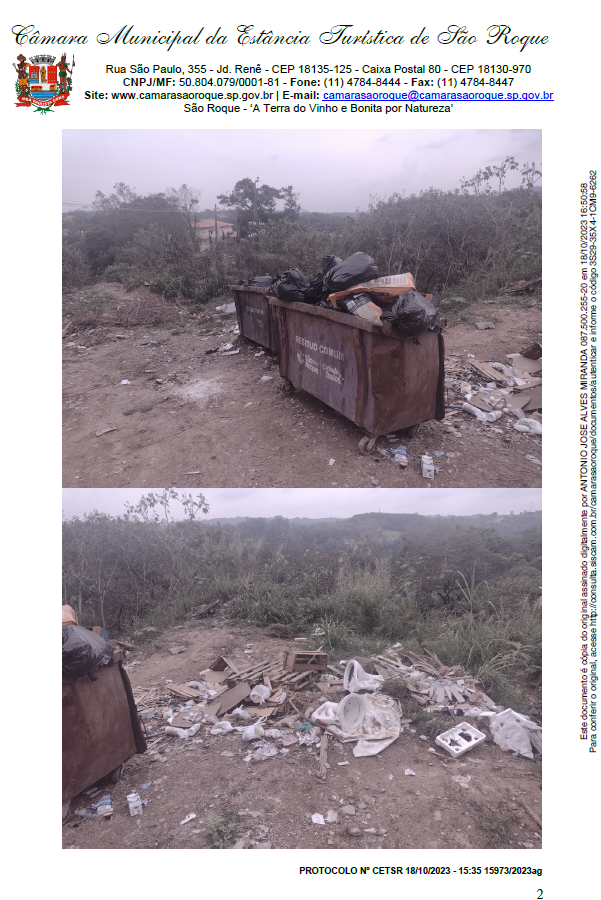 Câmara Municipal da Estância Turística de São Roque
Rua São Paulo, 355 - Jd. Renê - CEP 18135-125 - Caixa Postal 80 - CEP 18130-970
CNPJ/MF: 50.804.079/0001-81 - Fone: (11) 4784-8444 - Fax: (11) 4784-8447
Site: www.camarasaoroque.sp.gov.br | E-mail: camarasaoroque@camarasaoroque.sp.gov.br
São Roque - 'A Terra do Vinho e Bonita por Natureza'
RESÍDUO COMUM
Este documento é cópia do original assinado digitalmente por ANTONIO JOSE ALVES MIRANDA 087.500.255-20 em 18/10/2023 16:50:58
Para conferir o original, acesse http://consulta.siscam.com.br/camarasaoroque/documentos/autenticar e informe o código 3S29-35X4-1CM9-6262
PROTOCOLO Nº CETSR 18/10/2023 - 15:35 15973/2023ag
2